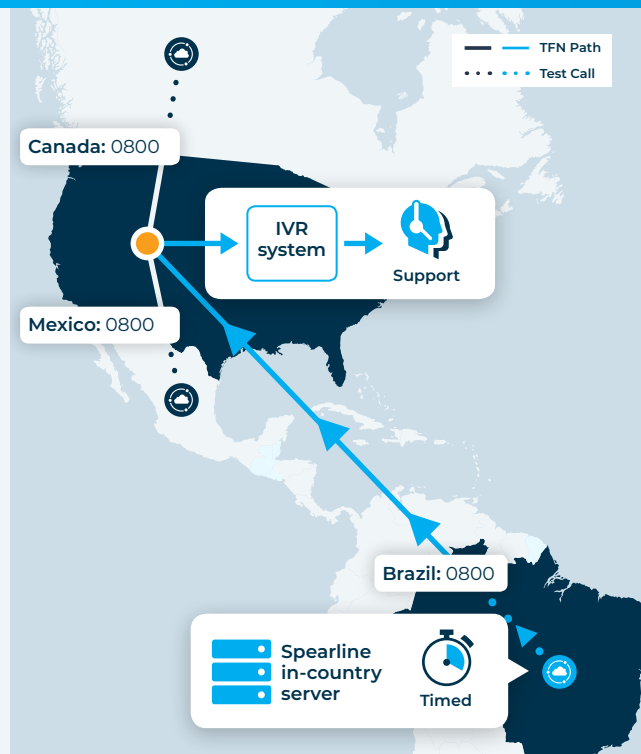 TFN Path
Test Call
Canada: 0800
IVR
system
Support
Mexico: 0800
Brazil: 0800
Spearline
in-country
server
Timed